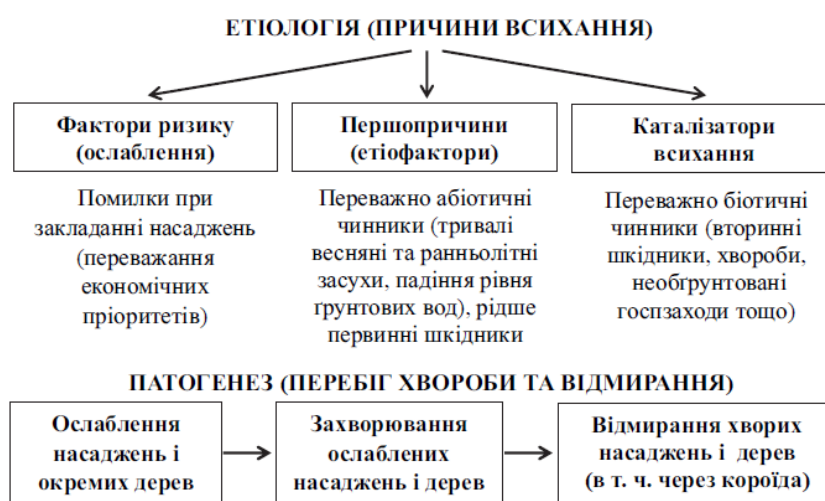 ЕТІОЛОГІЯ (ПРИЧИНИ ВСИХАННЯ)
Фактори ризику
(ослаблення)
Першопричини
(етіофактори)
Каталізатори
всихання
Помилки при
закладанні насаджень
(переважання
економічних
пріоритетів)
Переважно абіотичні
чинники (тривалі
весняні та ранньолітні
засухи, падіння рівня
ґрунтових вод), рідше
первинні шкідники
Переважно біотичні
чинники (вторинні
шкідники, хвороби,
необґрунтовані
госпзаходи тощо)
ПАТОГЕНЕЗ (ПЕРЕБІГ ХВОРОБИ ТА ВІДМИРАННЯ)
Ослаблення
насаджень і
окремих дерев
Захворювання
ослаблених
насаджень і дерев
Відмирання хворих
насаджень і дерев
(в т. ч. через короїда)